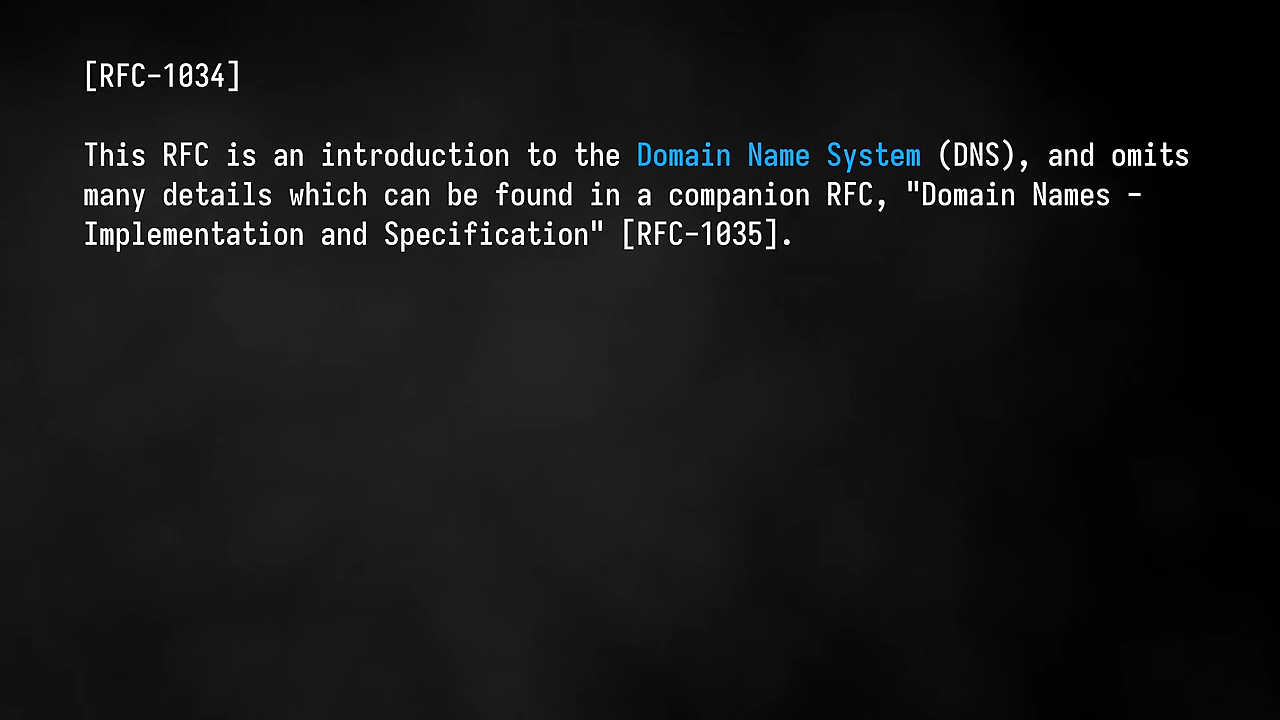 [RFC-1034]
This RFC is an introduction to the Domain Name System (DNS), and omits
many details which can be found in a companion RFC, "Domain Names -
Implementation and Specification" [RFC-1035].